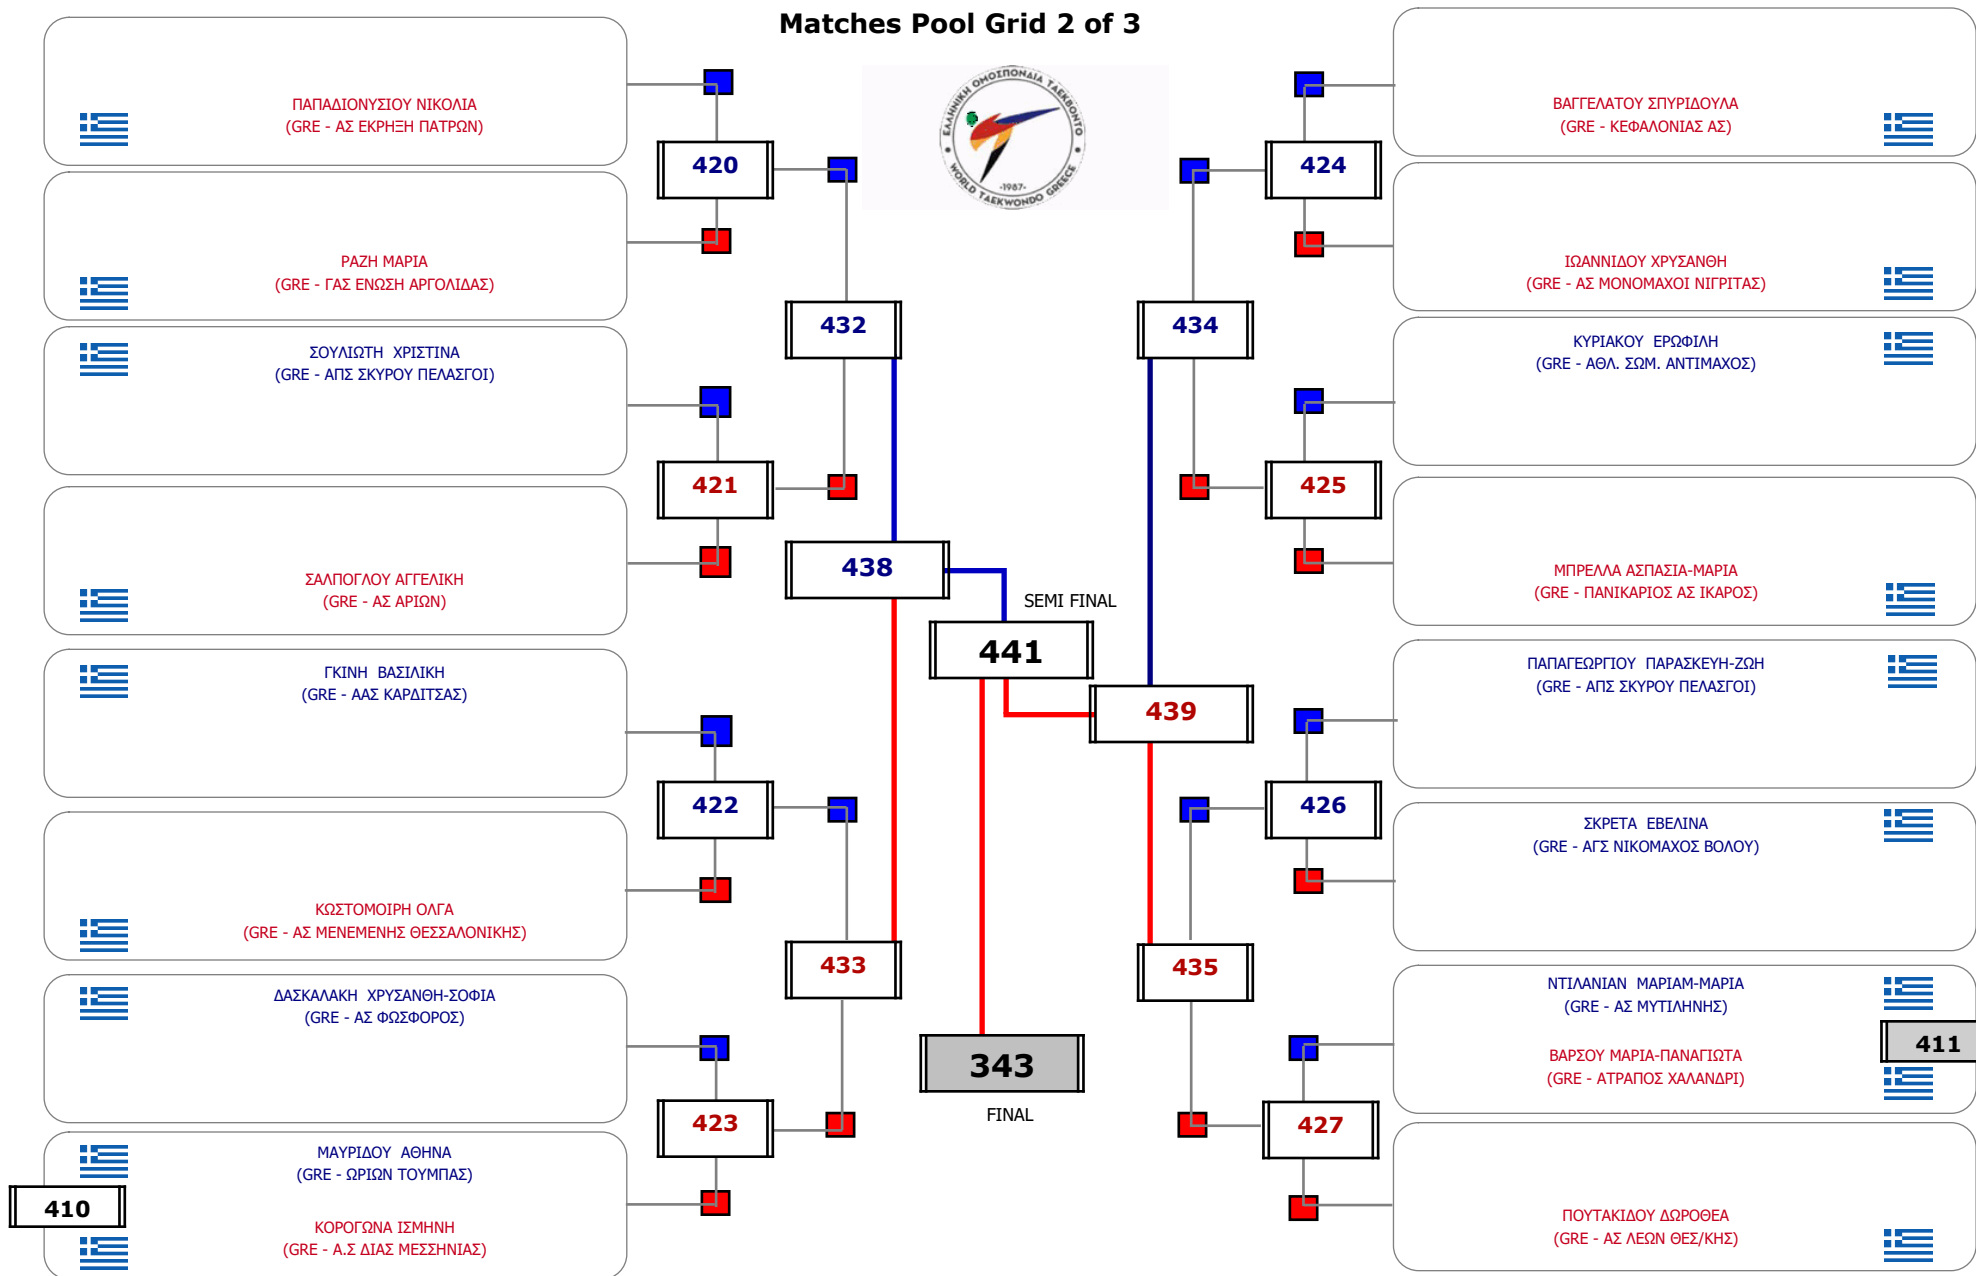 Matches Pool Grid 2 of 3
ΕΛΛΗΝΙΚΗ ΟΜΟΣΠΟΝΔΙΑ ΤΑΕΚΒΟΝΤΟ
-1987-
WORLD TAEKWONDO GREECE
ΠΑΠΑΔΙΟΝΥΣΙΟΥ ΝΙΚΟΛΙΑ
(GRE - ΑΣ ΕΚΡΗΞΗ ΠΑΤΡΩΝ)
420
ΡΑΖΗ ΜΑΡΙΑ
(GRE - ΓΑΣ ΕΝΩΣΗ ΑΡΓΟΛΙΔΑΣ)
432
ΣΟΥΛΙΩΤΗ ΧΡΙΣΤΙΝΑ
(GRE - ΑΠΣ ΣΚΥΡΟΥ ΠΕΛΑΣΓΟΙ)
421
ΣΑΛΠΟΓΛΟΥ ΑΓΓΕΛΙΚΗ
(GRE - ΑΣ ΑΡΙΩΝ)
438
ΓΚΙΝΗ ΒΑΣΙΛΙΚΗ
(GRE - ΑΑΣ ΚΑΡΔΙΤΣΑΣ)
422
ΚΩΣΤΟΜΟΙΡΗ ΟΛΓΑ
(GRE - ΑΣ ΜΕΝΕΜΕΝΗΣ ΘΕΣΣΑΛΟΝΙΚΗΣ)
433
ΔΑΣΚΑΛΑΚΗ ΧΡΥΣΑΝΘΗ-ΣΟΦΙΑ
(GRE - ΑΣ ΦΩΣΦΟΡΟΣ)
423
ΜΑΥΡΙΔΟΥ ΑΘΗΝΑ
(GRE - ΩΡΙΩΝ ΤΟΥΜΠΑΣ)
410
ΚΟΡΟΓΩΝΑ ΙΣΜΗΝΗ
(GRE - Α.Σ ΔΙΑΣ ΜΕΣΣΗΝΙΑΣ)
SEMI FINAL
441
343
FINAL
ΒΑΓΓΕΛΑΤΟΥ ΣΠΥΡΙΔΟΥΛΑ
(GRE - ΚΕΦΑΛΟΝΙΑΣ ΑΣ)
424
ΙΩΑΝΝΙΔΟΥ ΧΡΥΣΑΝΘΗ
(GRE - ΑΣ ΜΟΝΟΜΑΧΟΙ ΝΙΓΡΙΤΑΣ)
434
ΚΥΡΙΑΚΟΥ ΕΡΩΦΙΛΗ
(GRE - ΑΘΛ. ΣΩΜ. ΑΝΤΙΜΑΧΟΣ)
425
ΜΠΡΕΛΛΑ ΑΣΠΑΣΙΑ-ΜΑΡΙΑ
(GRE - ΠΑΝΙΚΑΡΙΟΣ ΑΣ ΙΚΑΡΟΣ)
439
ΠΑΠΑΓΕΩΡΓΙΟΥ ΠΑΡΑΣΚΕΥΗ-ΖΩΗ
(GRE - ΑΠΣ ΣΚΥΡΟΥ ΠΕΛΑΣΓΟΙ)
426
ΣΚΡΕΤΑ ΕΒΕΛΙΝΑ
(GRE - ΑΓΣ ΝΙΚΟΜΑΧΟΣ ΒΟΛΟΥ)
435
ΝΤΙΛΑΝΙΑΝ ΜΑΡΙΑΜ-ΜΑΡΙΑ
(GRE - ΑΣ ΜΥΤΙΛΗΝΗΣ)
411
ΒΑΡΣΟΥ ΜΑΡΙΑ-ΠΑΝΑΓΙΩΤΑ
(GRE - ΑΤΡΑΠΟΣ ΧΑΛΑΝΔΡΙ)
427
ΠΟΥΤΑΚΙΔΟΥ ΔΩΡΟΘΕΑ
(GRE - ΑΣ ΛΕΩΝ ΘΕΣ/ΚΗΣ)